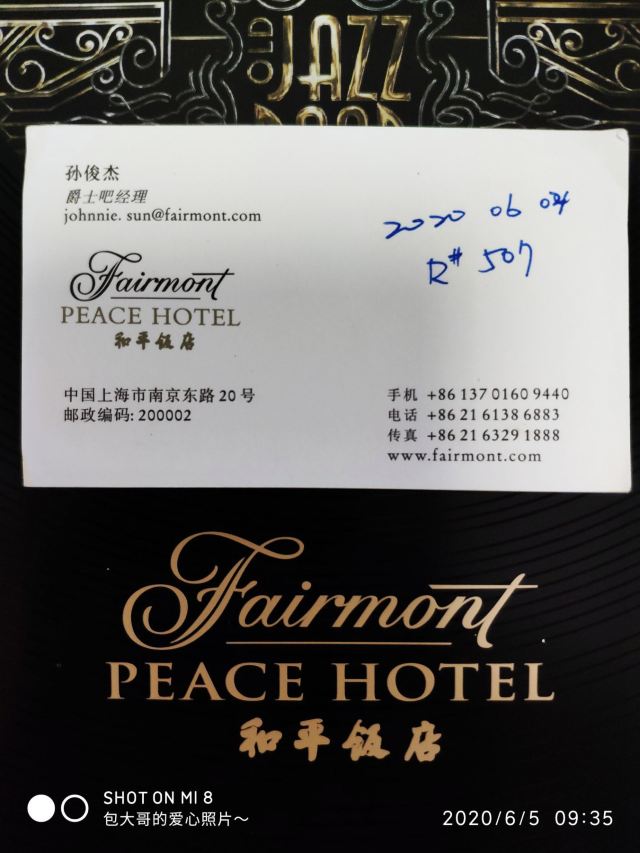 OLD
JAZZ
孙俊杰
爵士吧经理
johnnie. sun@fairmont.com
2020 06 04
R# 507
Fairmont
PEACE HOTEL
和平饭店
中国上海市南京东路 20 号
邮政编码: 200002
手机 +86 137 0160 9440
电话 +86 21 6138 6883
传真 +86 21 6329 1888
www.fairmont.com
Fairmont
PEACE HOTEL
和平饭店
SHOT ON MI 8
包大哥的爱心照片～
2020/6/5 09:35